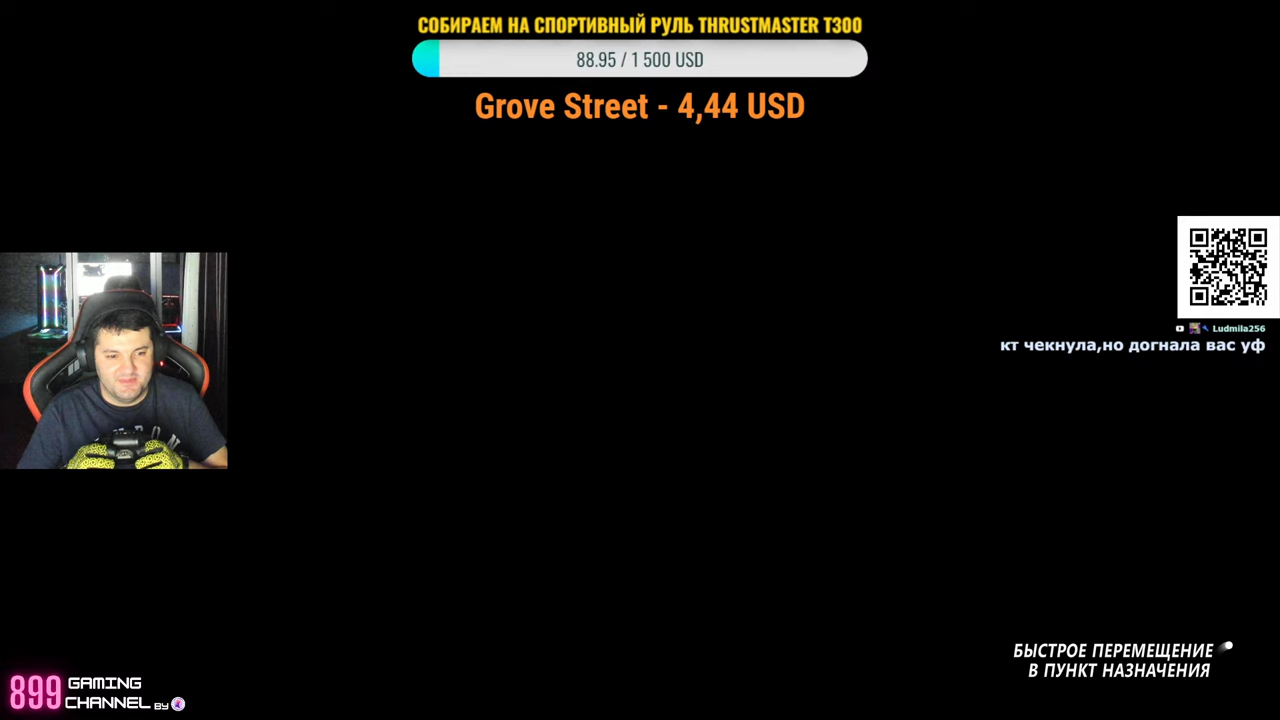 СОБИРАЕМ НА СПОРТИВНЫЙ РУЛЬ THRUSTMASTER T300
88.95 / 1 500 USD
Grove Street - 4,44 USD
Ludmila256
кт чекнула,но догнала вас уф
БЫСТРОЕ ПЕРЕМЕЩЕНИЕ
В ПУНКТ НАЗНАЧЕНИЯ
899 GAMING
CHANNEL BY